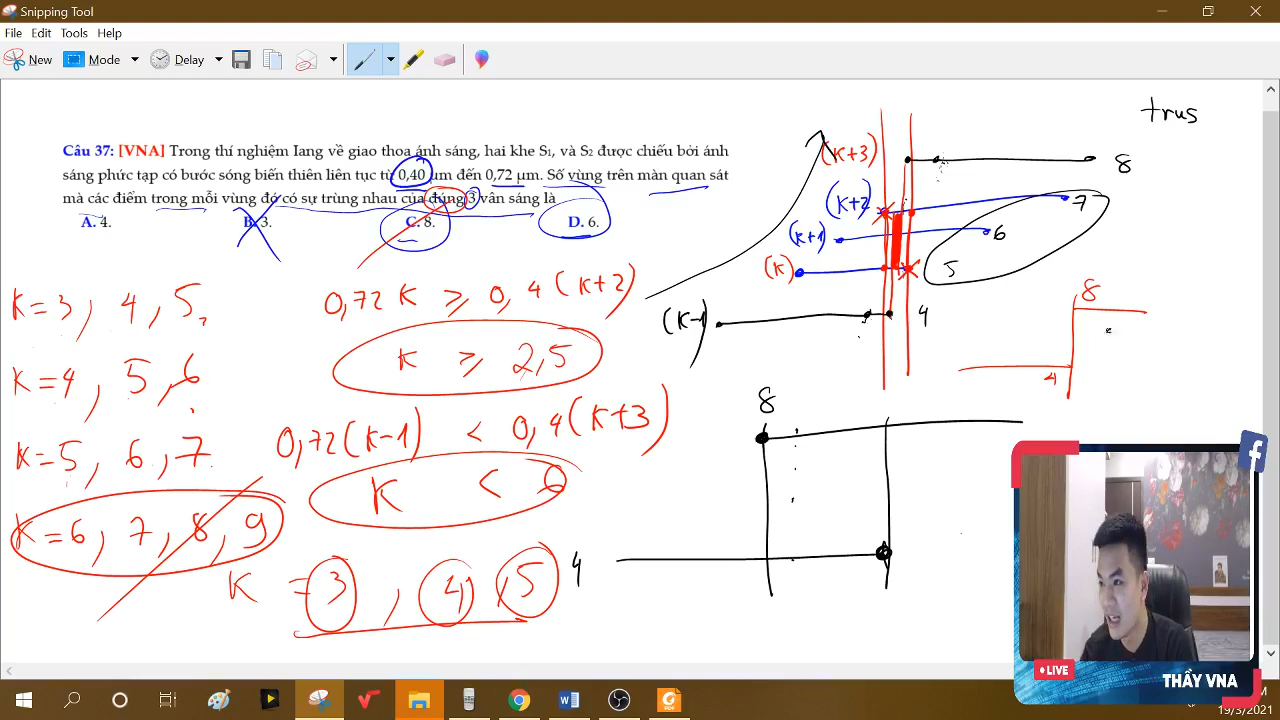 Snipping Tool
File Edit Tools Help
New Mode Delay
Câu 37: [VNA] Trong thí nghiệm Iang về giao thoa ánh sáng, hai khe S₁, và S₂ được chiếu bởi ánh
sáng phức tạp có bước sóng biến thiên liên tục từ 0,40 μm đến 0,72 μm. Số vùng trên màn quan sát
mà các điểm trong mỗi vùng đó có sự trùng nhau của đúng 3 vân sáng là
A. 4. B. 3. C. 8. D. 6.
trus
(K+3) 8
(K+2) 7
(K+1) 6
(K) 5
(K-1) 4
8
4
K=3, 4, 5,
K=4, 5, 6
K=5, 6, 7
K=6, 7, 8, 9
0,72K ≥ 0,4(K+2)
K ≥ 2,5
0,72(K-1) < 0,4(K+3)
K < 6
K = 3, 4, 5
8
4
LIVE
THẦY VNA
19/3/2021